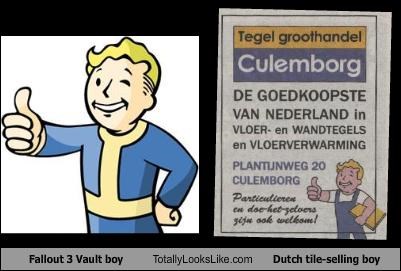 Tegel groothandel
Culemborg
DE GOEDKOOPSTE
VAN NEDERLAND in
VLOER- en WANDTEGELS
en VLOERVERWARMING
PLANTIJNWEG 20
CULEMBORG
Particulieren
en doe-het-zelvers
zijn ook welkom!
Fallout 3 Vault boy
TotallyLooksLike.com
Dutch tile-selling boy